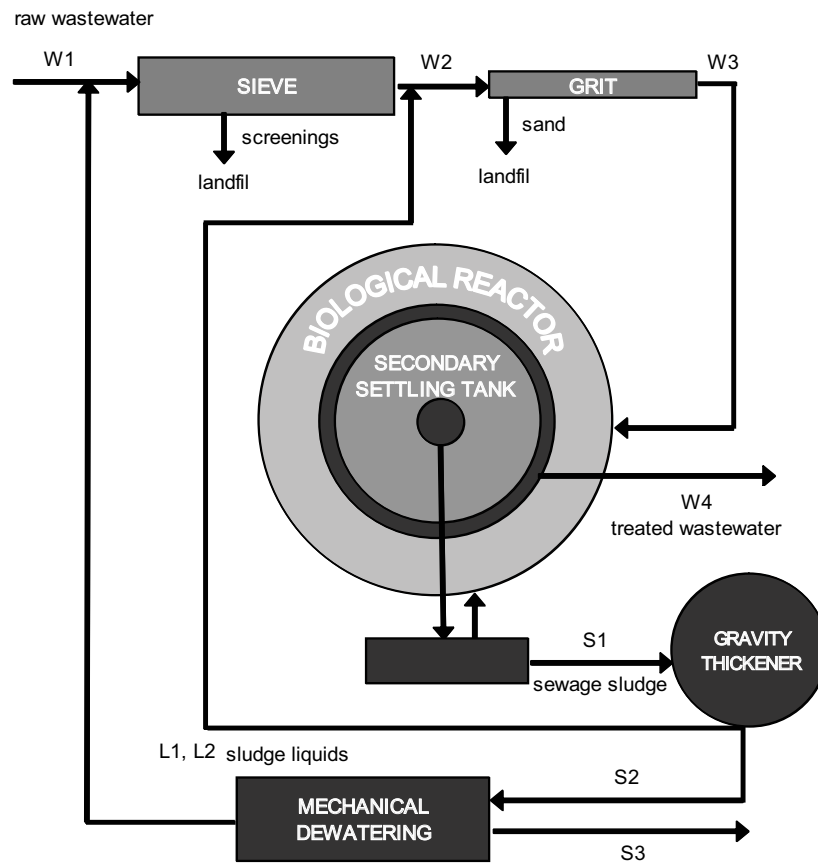 raw wastewater
W1
SIEVE
W2
GRIT
W3
screenings
landfil
sand
landfil
BIOLOGICAL REACTOR
SECONDARY
SETTLING TANK
W4
treated wastewater
S1
sewage sludge
GRAVITY
THICKENER
L1, L2 sludge liquids
S2
MECHANICAL
DEWATERING
S3